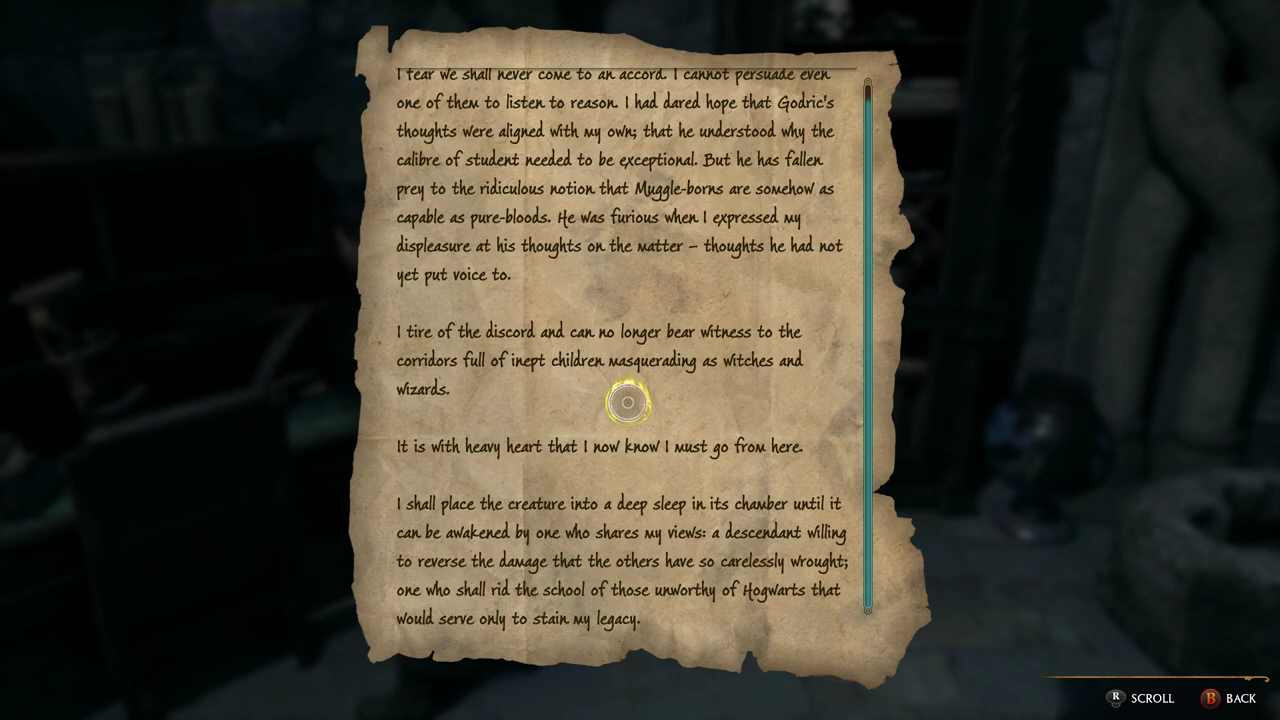 I fear we shall never come to an accord. I cannot persuade even
one of them to listen to reason. I had dared hope that Godric's
thoughts were aligned with my own; that he understood why the
calibre of student needed to be exceptional. But he has fallen
prey to the ridiculous notion that Muggle-borns are somehow as
capable as pure-bloods. He was furious when I expressed my
displeasure at his thoughts on the matter – thoughts he had not
yet put voice to.
I tire of the discord and can no longer bear witness to the
corridors full of inept children masquerading as witches and
wizards.
It is with heavy heart that I now know I must go from here.
I shall place the creature into a deep sleep in its chamber until it
can be awakened by one who shares my views: a descendant willing
to reverse the damage that the others have so carelessly wrought;
one who shall rid the school of those unworthy of Hogwarts that
would serve only to stain my legacy.
R SCROLL B BACK